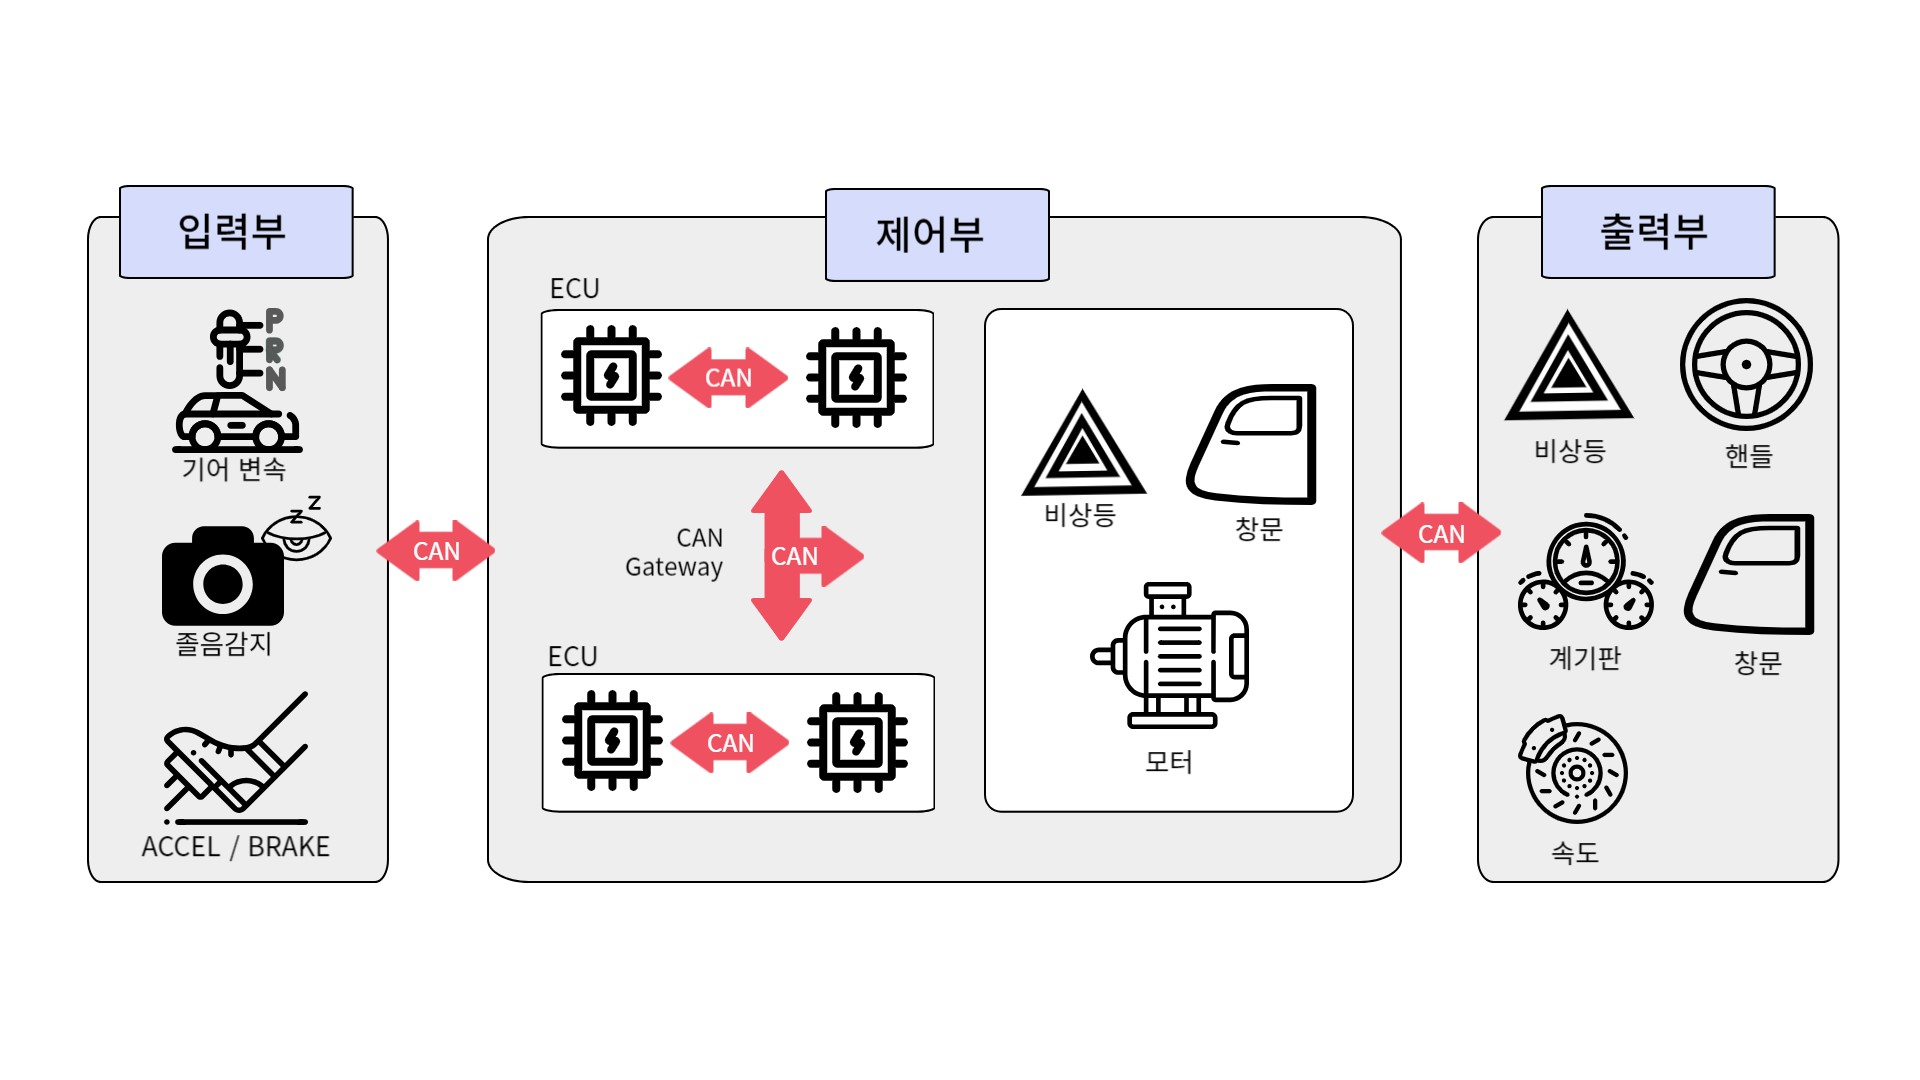 입력부
P
R
N
기어 변속
z z
졸음감지
ACCEL / BRAKE
CAN
제어부
ECU
CAN
CAN
Gateway
CAN
ECU
CAN
비상등
창문
모터
CAN
출력부
비상등
핸들
계기판
창문
속도